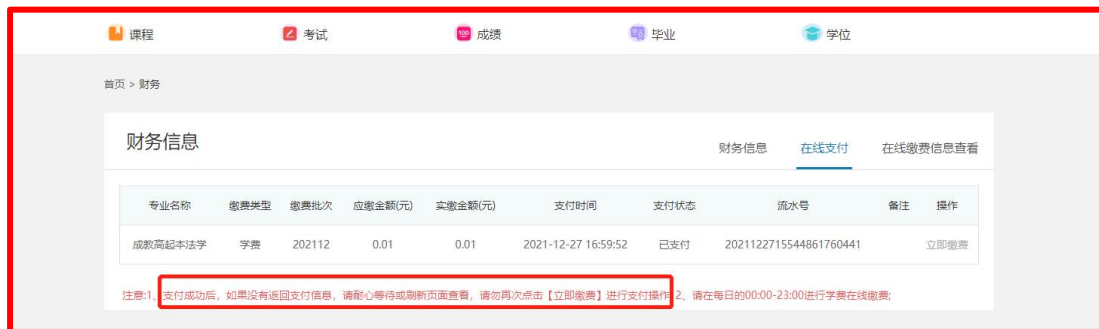 课程 考试 100 成绩 毕业 学位
首页 > 财务
财务信息 财务信息 在线支付 在线缴费信息查看
专业名称 缴费类型 缴费批次 应缴金额(元) 实缴金额(元) 支付时间 支付状态 流水号 备注 操作
成教高起本法学 学费 202112 0.01 0.01 2021-12-27 16:59:52 已支付 2021122715544861760441 立即缴费
注意:1、支付成功后，如果没有返回支付信息，请耐心等待或刷新页面查看，请勿再次点击【立即缴费】进行支付操作 2、请在每日的00:00-23:00进行学费在线缴费;